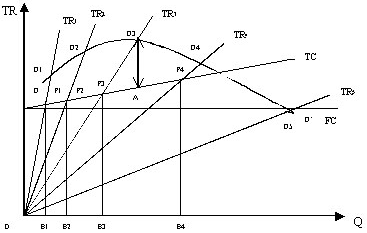 TR TR₁ TR₂ TR₃
D2 D3 D4 TR₄
D1 TC
D P1 P2 P3 P4
A
TR₅
D5 D' FC
D B1 B2 B3 B4 Q